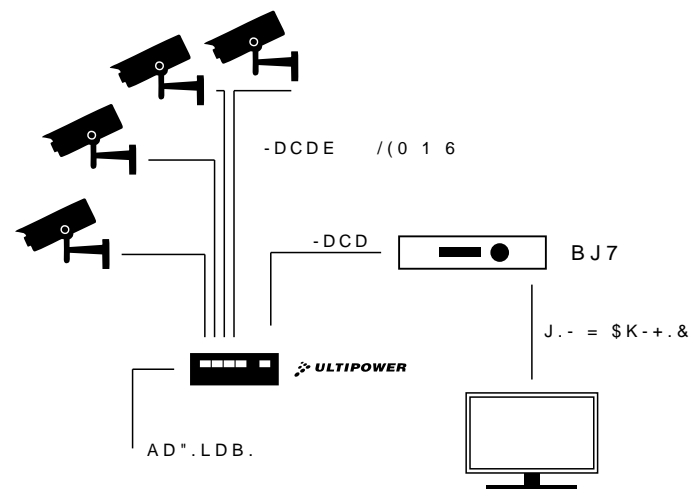 -DCDE /(0 1 6
-DCD
BJ7
J.- = $K-+.&
ULTIPOWER
AD".LDB.